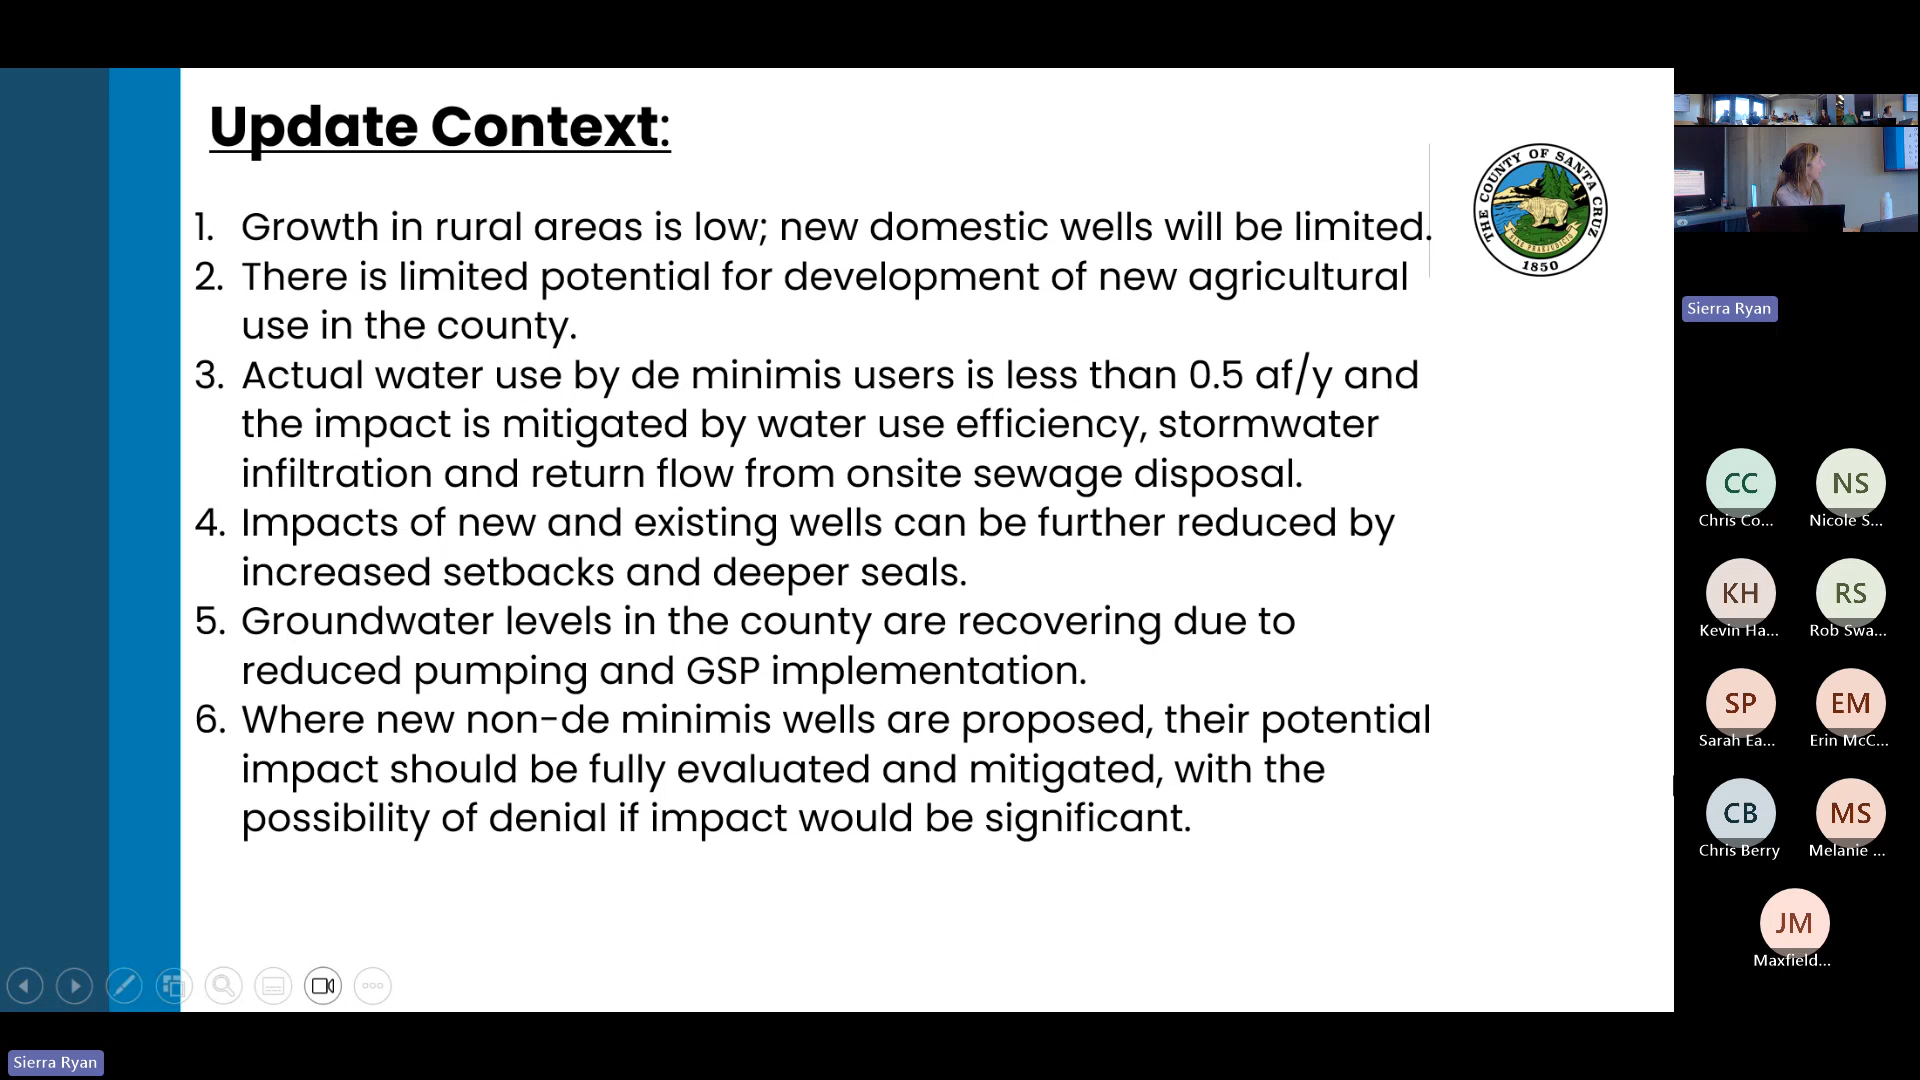 Update Context:
1. Growth in rural areas is low; new domestic wells will be limited.
2. There is limited potential for development of new agricultural
use in the county.
3. Actual water use by de minimis users is less than 0.5 af/y and
the impact is mitigated by water use efficiency, stormwater
infiltration and return flow from onsite sewage disposal.
4. Impacts of new and existing wells can be further reduced by
increased setbacks and deeper seals.
5. Groundwater levels in the county are recovering due to
reduced pumping and GSP implementation.
6. Where new non-de minimis wells are proposed, their potential
impact should be fully evaluated and mitigated, with the
possibility of denial if impact would be significant.
THE COUNTY OF SANTA CRUZ
1850
Sierra Ryan
CC
Chris Co...
NS
Nicole S...
KH
Kevin Ha...
RS
Rob Swa...
SP
Sarah Ea...
EM
Erin McC...
CB
Chris Berry
MS
Melanie ...
JM
Maxfield...
Sierra Ryan